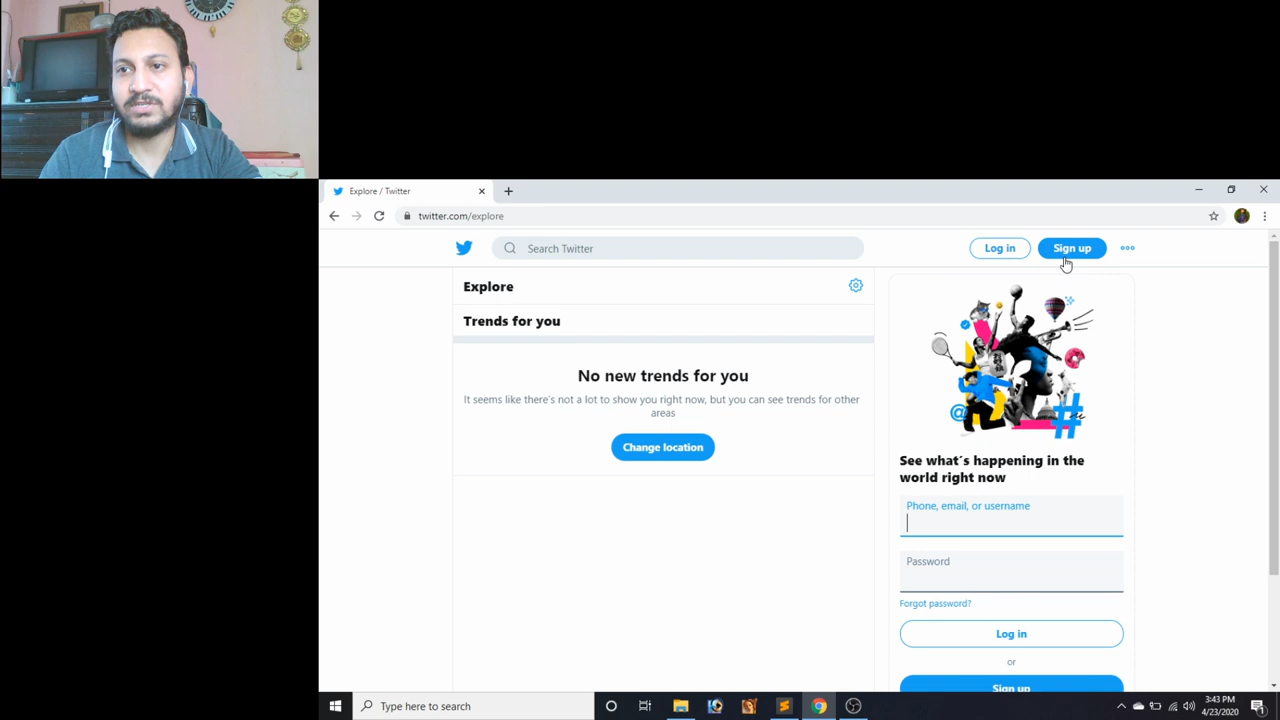 Explore / Twitter
twitter.com/explore
Search Twitter
Log in
Sign up
Explore
Trends for you
No new trends for you
It seems like there's not a lot to show you right now, but you can see trends for other
areas
Change location
See what´s happening in the
world right now
Phone, email, or username
Password
Forgot password?
Log in
or
Sign up
Type here to search
3:43 PM
4/23/2020